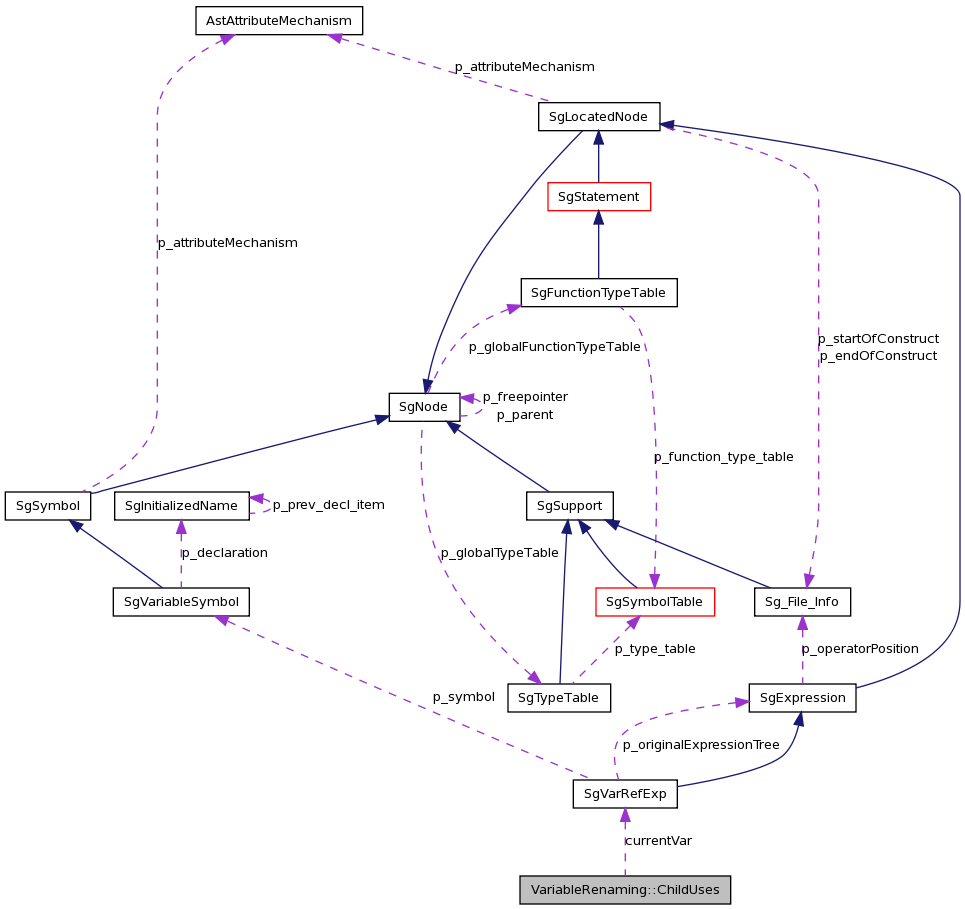 AstAttributeMechanism
p_attributeMechanism
SgLocatedNode
SgStatement
p_attributeMechanism
SgFunctionTypeTable
p_startOfConstruct
p_endOfConstruct
p_globalFunctionTypeTable
SgNode
p_freepointer
p_parent
p_function_type_table
SgSymbol
SgInitializedName
p_prev_decl_item
SgSupport
p_declaration
p_globalTypeTable
SgVariableSymbol
SgSymbolTable
Sg_File_Info
p_type_table
p_operatorPosition
p_symbol
SgTypeTable
SgExpression
p_originalExpressionTree
SgVarRefExp
currentVar
VariableRenaming::ChildUses